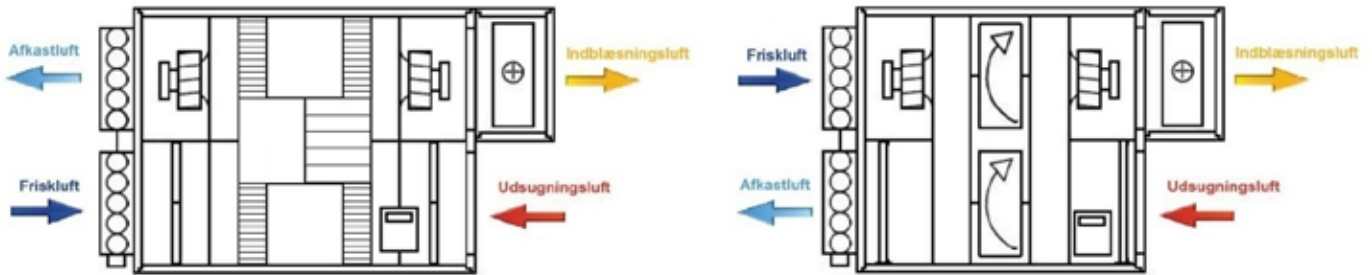 Afkastluft
Indblæsningsluft
Friskluft
Udsugningsluft
Friskluft
Indblæsningsluft
Afkastluft
Udsugningsluft